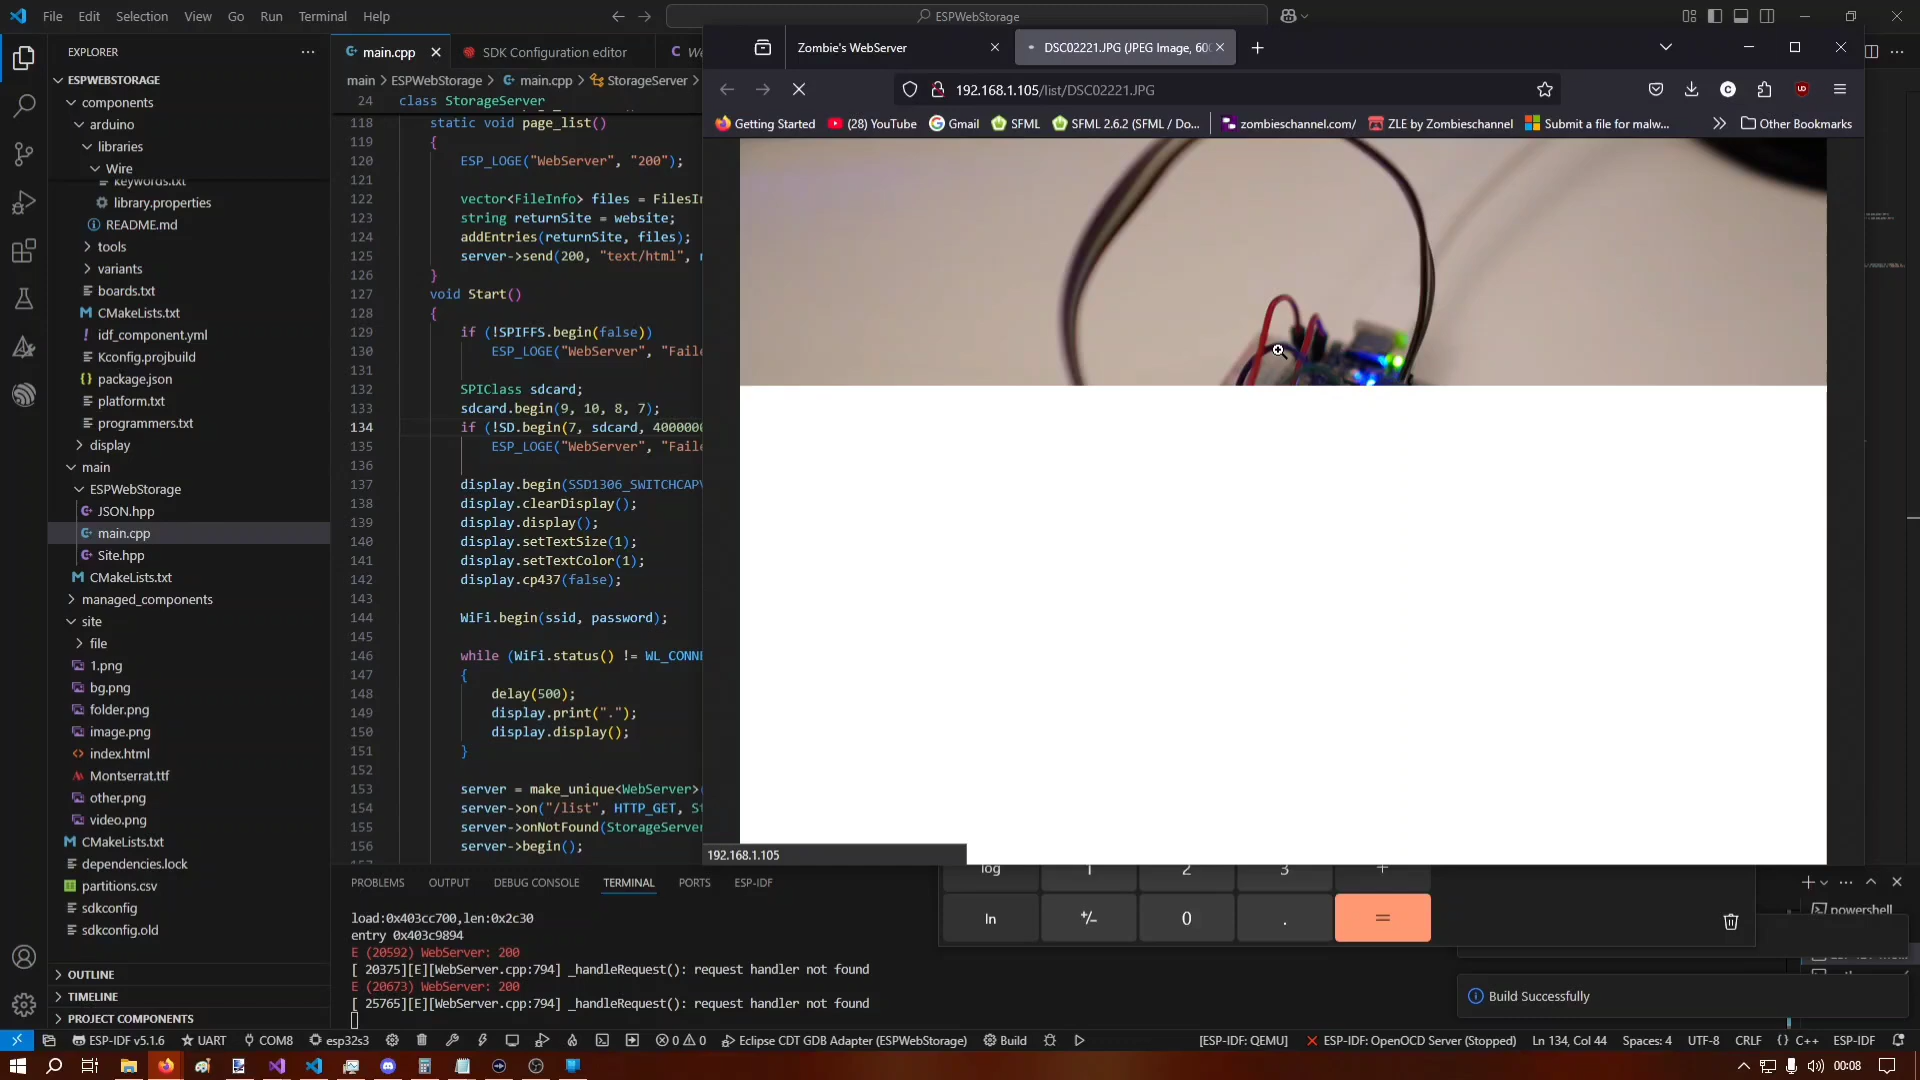 File Edit Selection View Go Run Terminal Help
ESPWebStorage
EXPLORER
ESPWEBSTORAGE
components
arduino
libraries
Wire
keywords.txt
library.properties
README.md
tools
variants
boards.txt
CMakeLists.txt
idf_component.yml
Kconfig.projbuild
package.json
platform.txt
programmers.txt
display
main
ESPWebStorage
JSON.hpp
main.cpp
Site.hpp
CMakeLists.txt
managed_components
site
file
1.png
bg.png
folder.png
image.png
index.html
Montserrat.ttf
other.png
video.png
CMakeLists.txt
dependencies.lock
partitions.csv
sdkconfig
sdkconfig.old
OUTLINE
TIMELINE
PROJECT COMPONENTS
main.cpp SDK Configuration editor
main > ESPWebStorage > main.cpp > StorageServer >
24 class StorageServer
118 static void page_list()
119 {
120 ESP_LOGE("WebServer", "200");
121
122 vector<FileInfo> files = FilesIn
123 string returnSite = website;
124 addEntries(returnSite, files);
125 server->send(200, "text/html", r
126 }
127 void Start()
128 {
129 if (!SPIFFS.begin(false))
130 ESP_LOGE("WebServer", "Faile
131
132 SPIClass sdcard;
133 sdcard.begin(9, 10, 8, 7);
134 if (!SD.begin(7, sdcard, 4000000
135 ESP_LOGE("WebServer", "Faile
136
137 display.begin(SSD1306_SWITCHCAPV
138 display.clearDisplay();
139 display.display();
140 display.setTextSize(1);
141 display.setTextColor(1);
142 display.cp437(false);
143
144 WiFi.begin(ssid, password);
145
146 while (WiFi.status() != WL_CONNE
147 {
148 delay(500);
149 display.print(".");
150 display.display();
151 }
152
153 server = make_unique<WebServer>(
154 server->on("/list", HTTP_GET, St
155 server->onNotFound(StorageServer
156 server->begin();
Zombie's WebServer
DSC02221.JPG (JPEG Image, 60
192.168.1.105/list/DSC02221.JPG
Getting Started (28) YouTube Gmail SFML SFML 2.6.2 (SFML / Do... zombieschannel.com/ ZLE by Zombieschannel Submit a file for malw... Other Bookmarks
192.168.1.105
log 1 2 3 +
ln +/- 0 . =
PROBLEMS OUTPUT DEBUG CONSOLE TERMINAL PORTS ESP-IDF
load:0x403cc700,len:0x2c30
entry 0x403c9894
E (20592) WebServer: 200
[ 20375][E][WebServer.cpp:794] _handleRequest(): request handler not found
E (20673) WebServer: 200
[ 25765][E][WebServer.cpp:794] _handleRequest(): request handler not found
powershell
Build Successfully
ESP-IDF v5.1.6 UART COM8 esp32s3 0 0 Eclipse CDT GDB Adapter (ESPWebStorage) Build [ESP-IDF: QEMU] ESP-IDF: OpenOCD Server (Stopped) Ln 134, Col 44 Spaces: 4 UTF-8 CRLF {} C++ ESP-IDF
00:08